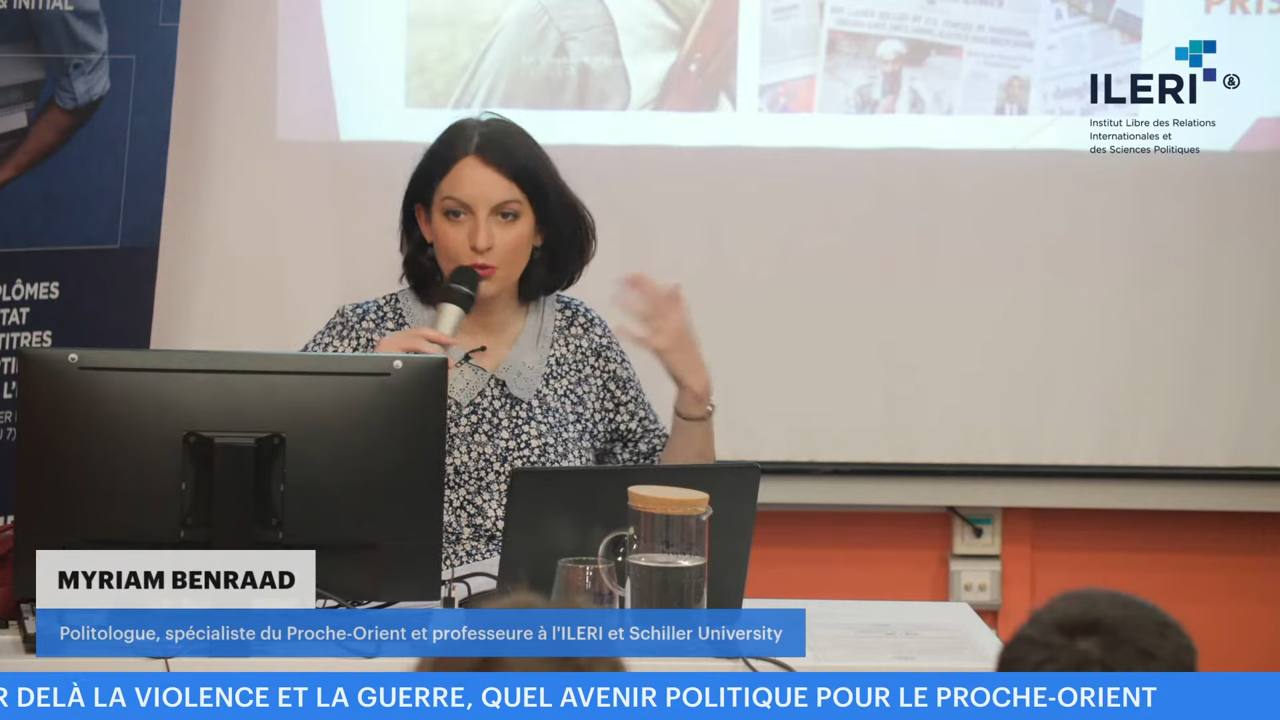 & INITIAL
PRIS
ILERI &
Institut Libre des Relations
Internationales et
des Sciences Politiques
PLÔMES
TAT
TITRES
L'
MYRIAM BENRAAD
Politologue, spécialiste du Proche-Orient et professeure à l'ILERI et Schiller University
R DELÀ LA VIOLENCE ET LA GUERRE, QUEL AVENIR POLITIQUE POUR LE PROCHE-ORIENT